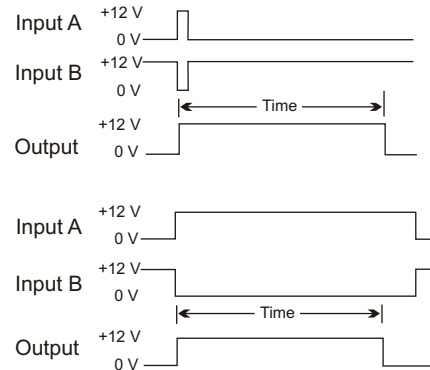 Input A +12 V
0 V
Input B +12 V
0 V
Time
Output +12 V
0 V
Input A +12 V
0 V
Input B +12 V
0 V
Time
Output +12 V
0 V